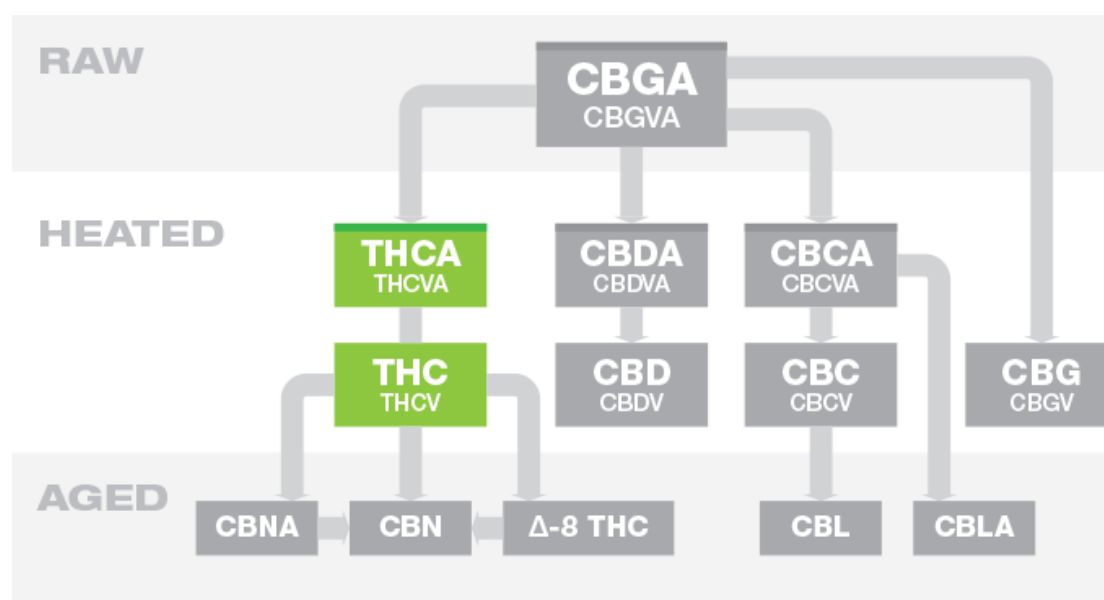 RAW
CBGA
CBGVA
HEATED
THCA
THCVA
CBDA
CBDVA
CBCA
CBCVA
THC
THCV
CBD
CBDV
CBC
CBCV
CBG
CBGV
AGED
CBNA
CBN
Δ-8 THC
CBL
CBLA